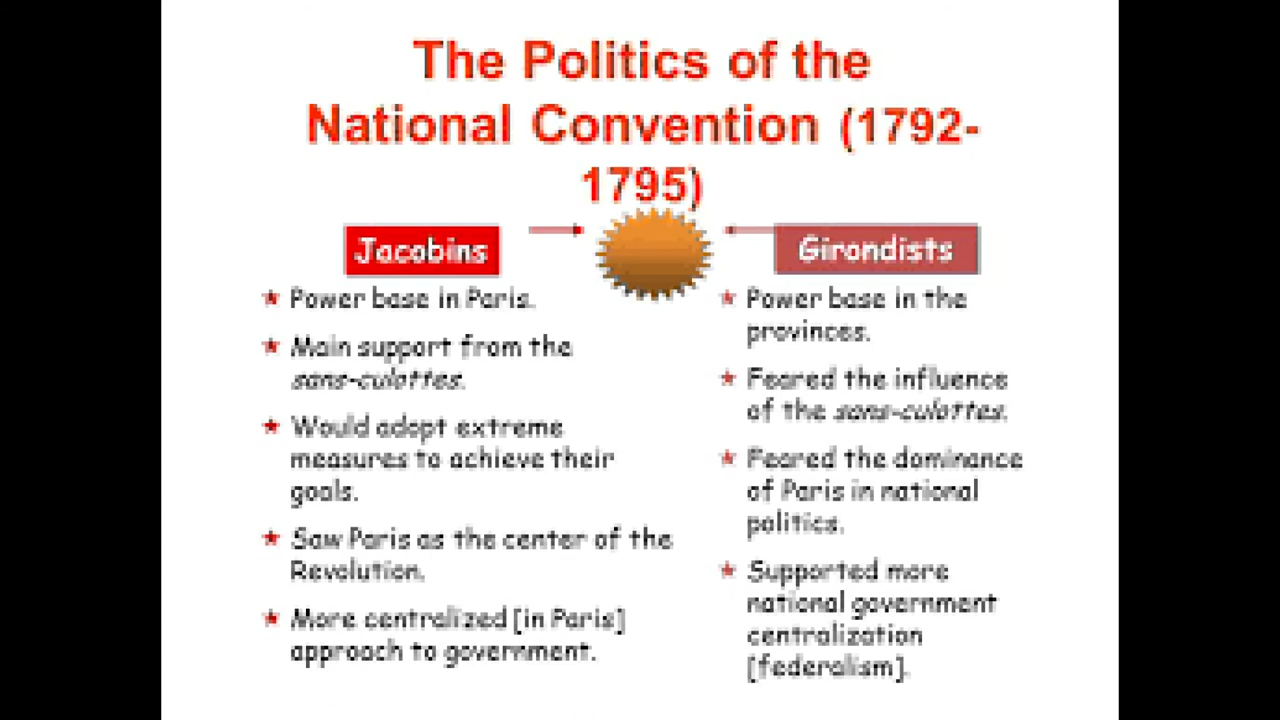 The Politics of the
National Convention (1792-
1795)
Jacobins
Power base in Paris.
Main support from the
sans-culottes.
Would adopt extreme
measures to achieve their
goals.
Saw Paris as the center of the
Revolution.
More centralized [in Paris]
approach to government.
Girondists
Power base in the
provinces.
Feared the influence
of the sans-culottes.
Feared the dominance
of Paris in national
politics.
Supported more
national government
centralization
[federalism].